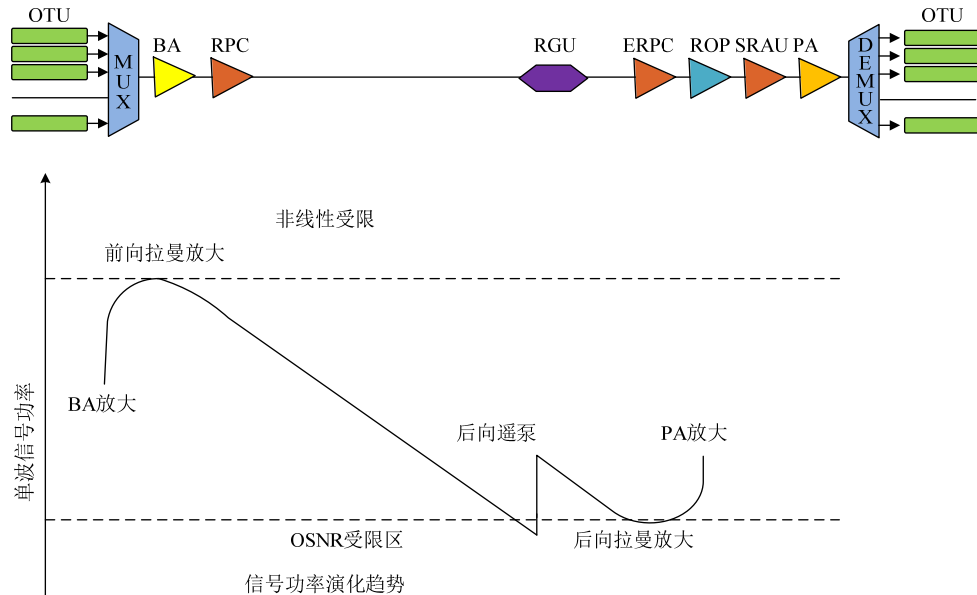 OTU
MUX
BA
RPC
RGU
ERPC
ROP
SRAU
PA
DEMUX
OTU
非线性受限
前向拉曼放大
BA放大
单波信号功率
后向遥泵
PA放大
OSNR受限区
后向拉曼放大
信号功率演化趋势